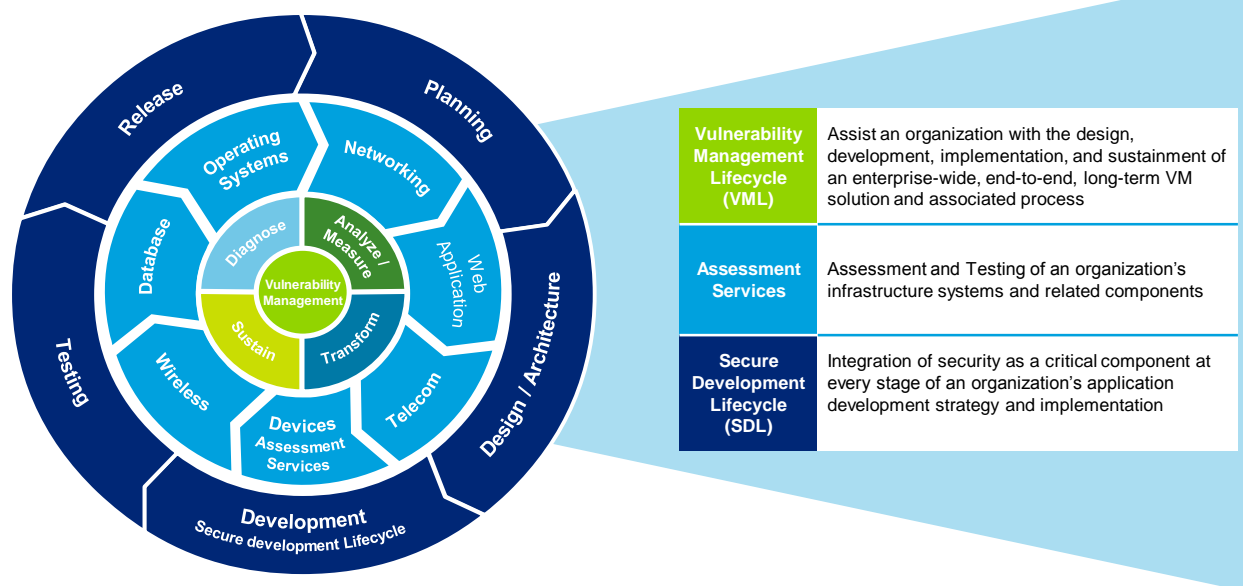 Release
Planning
Operating
Systems
Networking
Database
Diagnose
Analyze /
Measure
Web
Application
Vulnerability
Management
Sustain
Transform
Testing
Wireless
Telecom
Design / Architecture
Devices
Assessment
Services
Development
Secure development Lifecycle
Vulnerability
Management
Lifecycle
(VML)
Assist an organization with the design,
development, implementation, and sustainment of
an enterprise-wide, end-to-end, long-term VM
solution and associated process
Assessment
Services
Assessment and Testing of an organization’s
infrastructure systems and related components
Secure
Development
Lifecycle
(SDL)
Integration of security as a critical component at
every stage of an organization’s application
development strategy and implementation